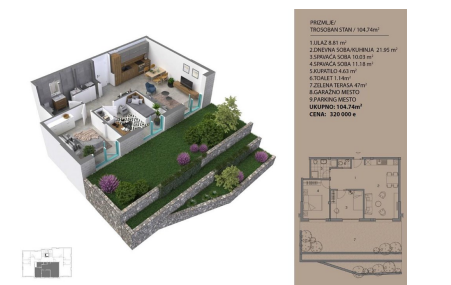 PRIZMLJE/
TROSOBAN STAN / 104.74m²
1.ULAZ 8.81 m²
2.DNEVNA SOBA/KUHINJA 21.95 m²
3.SPAVAĆA SOBA 10.03 m²
4.SPAVAĆA SOBA 11.18 m²
5.KUPATILO 4.63 m²
6.TOALET 1.14m²
7.ZELENA TERASA 47m²
8.GARAŽNO MESTO
9.PARKING MESTO
UKUPNO: 104.74m²
CENA: 320 000 e